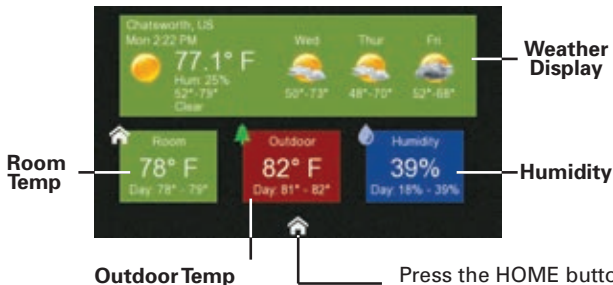 Chatsworth, US
Mon 2:22 PM
77.1° F
Hum: 25%
52°-79°
Clear
Wed
50°-73°
Thur
48°-70°
Fri
52°-68°
Weather
Display
Room
78° F
Day: 78° - 79°
Outdoor
82° F
Day: 81° - 82°
Humidity
39%
Day: 18% - 39%
Room
Temp
Humidity
Outdoor Temp
Press the HOME butto